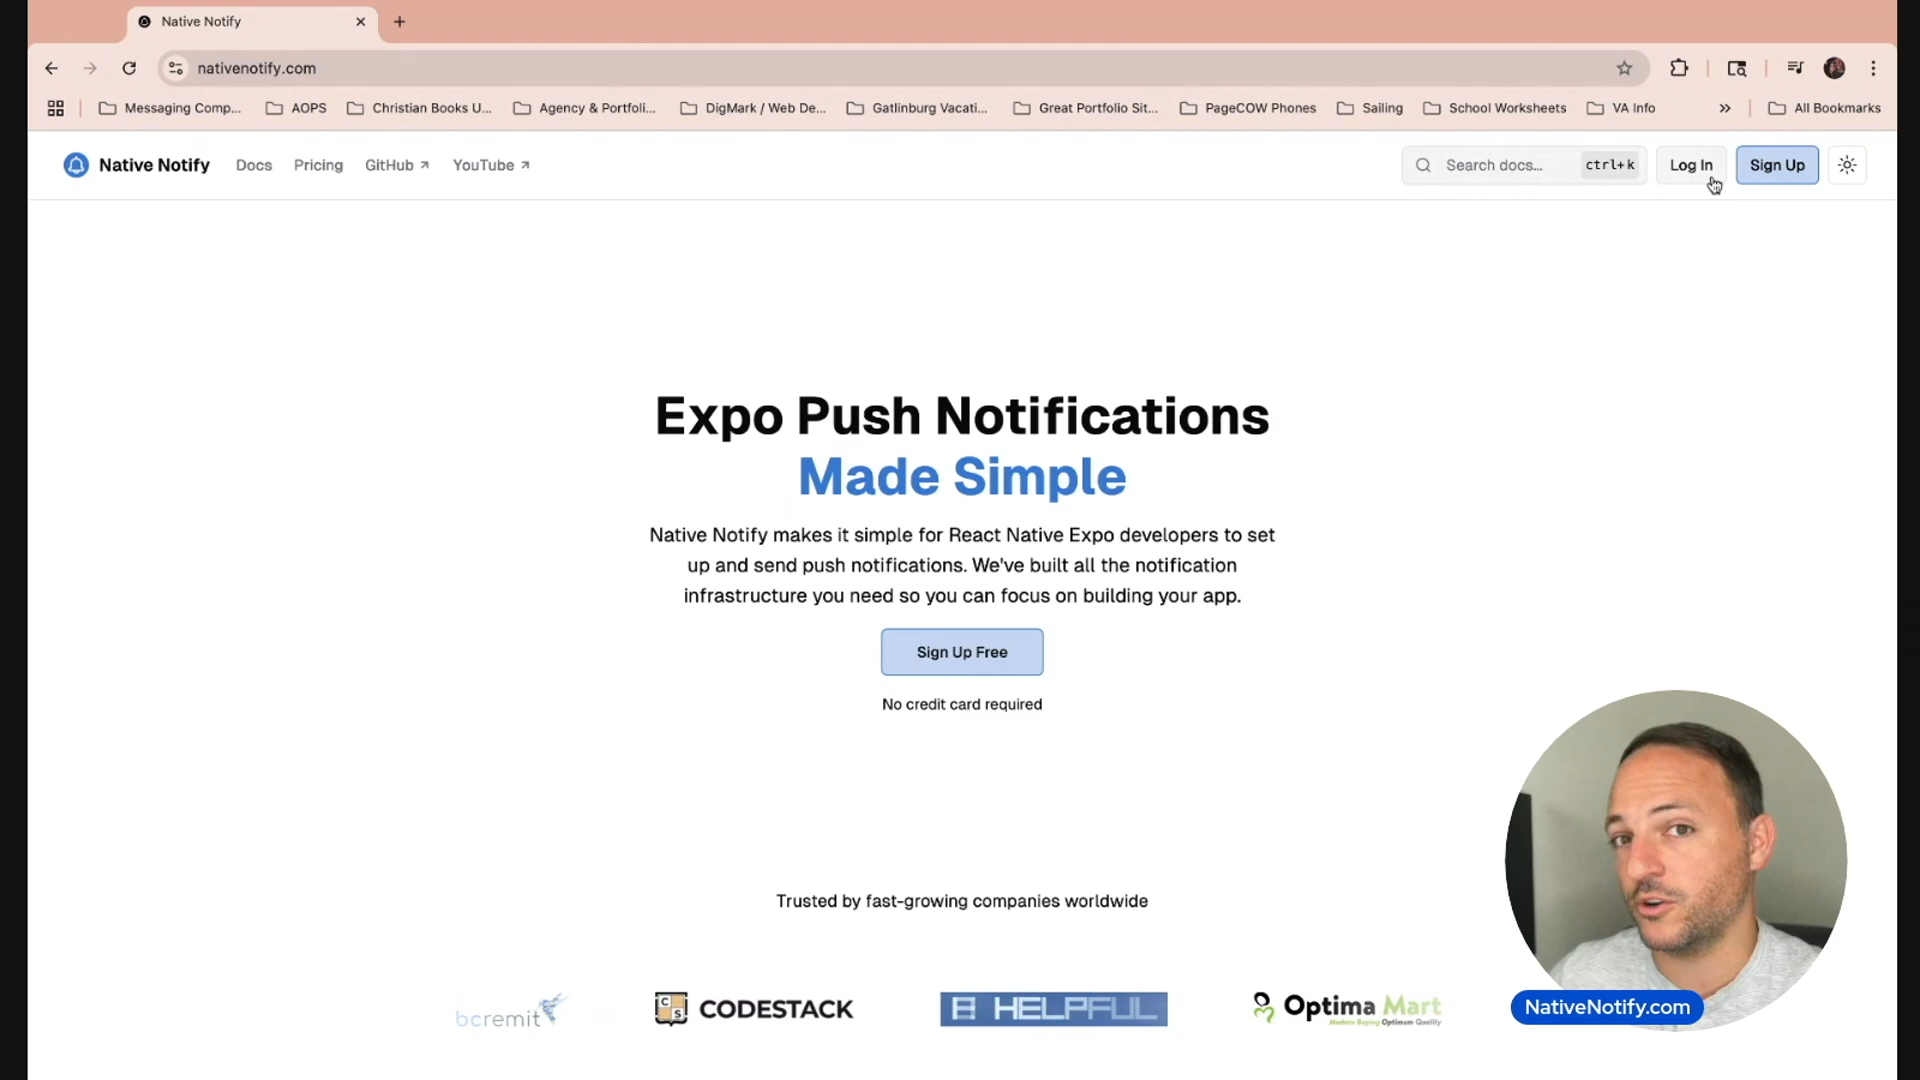 Native Notify
nativenotify.com
Messaging Comp...
AOPS
Christian Books U...
Agency & Portfoli...
DigMark / Web De...
Gatlinburg Vacati...
Great Portfolio Sit...
PageCOW Phones
Sailing
School Worksheets
VA Info
All Bookmarks
Native Notify
Docs
Pricing
GitHub
YouTube
Search docs...
ctrl+k
Log In
Sign Up
Expo Push Notifications
Made Simple
Native Notify makes it simple for React Native Expo developers to set
up and send push notifications. We've built all the notification
infrastructure you need so you can focus on building your app.
Sign Up Free
No credit card required
Trusted by fast-growing companies worldwide
bcremit
CS CODESTACK
HELPFUL
Optima Mart
Modern Buying Optimum Quality
NativeNotify.com